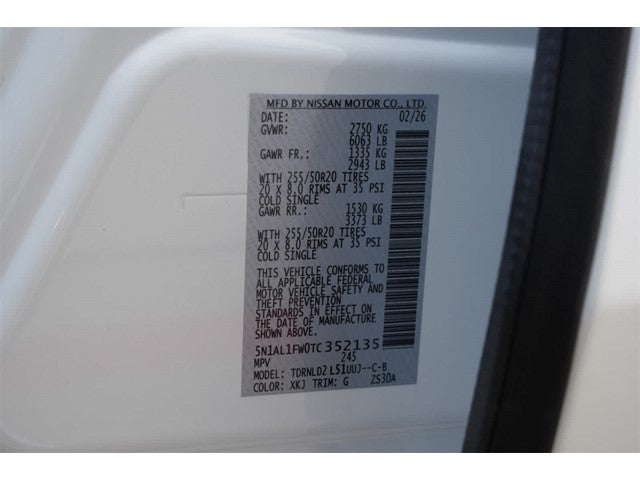 MFD BY NISSAN MOTOR CO., LTD.
DATE: 02/26
GVWR: 2750 KG
6063 LB
GAWR FR.: 1335 KG
2943 LB
WITH 255/50R20 TIRES
20 x 8.0 RIMS AT 35 PSI
COLD SINGLE
GAWR RR.: 1530 KG
3373 LB
WITH 255/50R20 TIRES
20 x 8.0 RIMS AT 35 PSI
COLD SINGLE
THIS VEHICLE CONFORMS TO
ALL APPLICABLE FEDERAL
MOTOR VEHICLE SAFETY AND
THEFT PREVENTION
STANDARDS IN EFFECT ON
THE DATE OF MANUFACTURE
SHOWN ABOVE.
5N1AL1FW0TC352135
MPV 245
MODEL: TDRNLD2 L51UUJ--C-B
COLOR: XKJ TRIM: G ZS30A